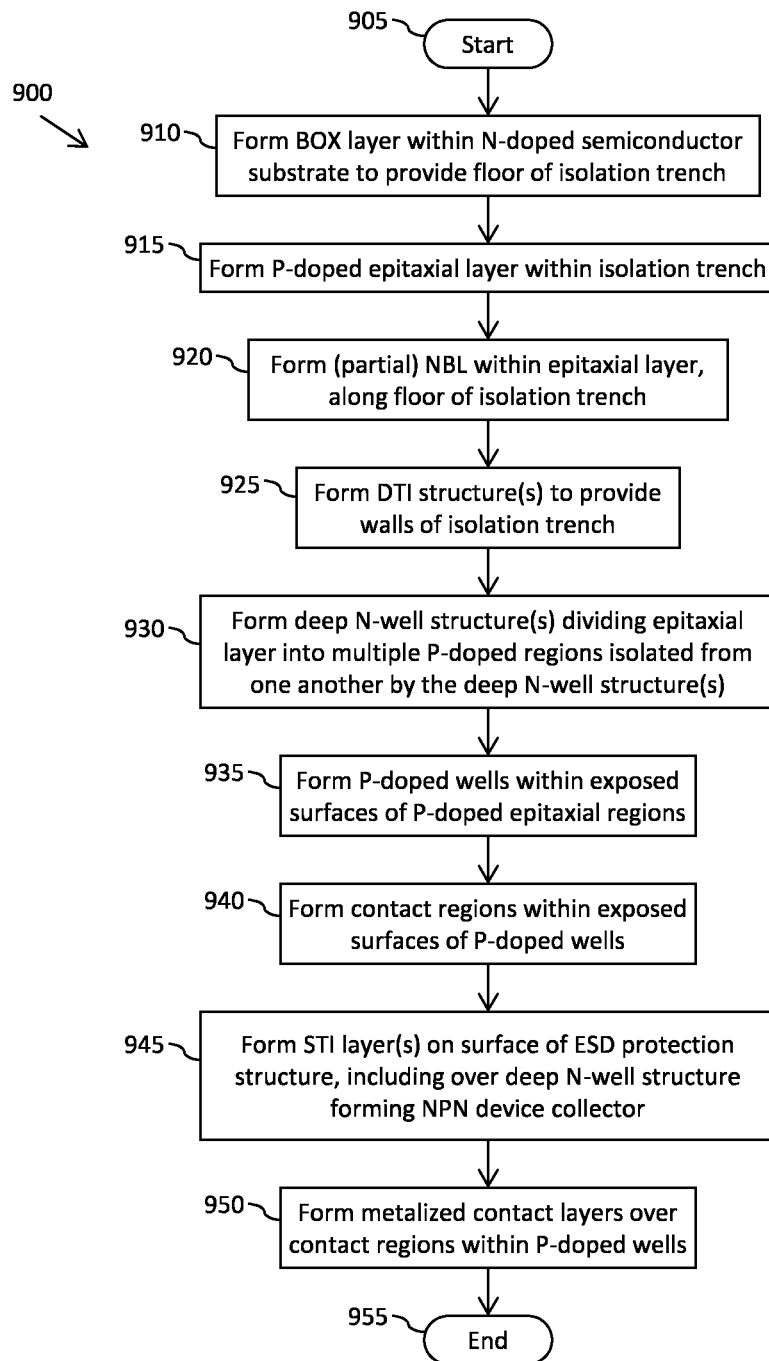 905
Start
900
910
Form BOX layer within N-doped semiconductor
substrate to provide floor of isolation trench
915
Form P-doped epitaxial layer within isolation trench
920
Form (partial) NBL within epitaxial layer,
along floor of isolation trench
925
Form DTI structure(s) to provide
walls of isolation trench
930
Form deep N-well structure(s) dividing epitaxial
layer into multiple P-doped regions isolated from
one another by the deep N-well structure(s)
935
Form P-doped wells within exposed
surfaces of P-doped epitaxial regions
940
Form contact regions within exposed
surfaces of P-doped wells
945
Form STI layer(s) on surface of ESD protection
structure, including over deep N-well structure
forming NPN device collector
950
Form metalized contact layers over
contact regions within P-doped wells
955
End